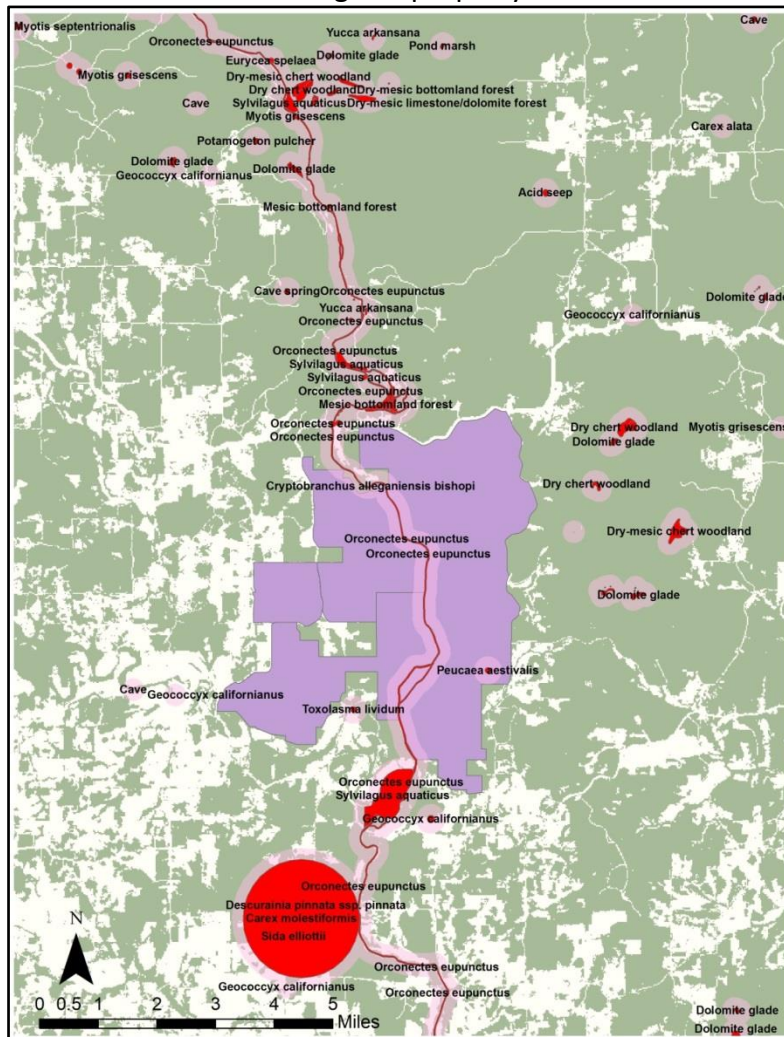 Myotis septentrionalis
Yucca arkansana
Cave
Orconectes eupunctus
Pond marsh
Eurycea spelaea
Dolomite glade
Myotis grisescens
Dry-mesic chert woodland
Dry chert woodland
Dry-mesic bottomland forest
Cave
Sylvilagus aquaticus
Dry-mesic limestone/dolomite forest
Myotis grisescens
Carex alata
Potamogeton pulcher
Dolomite glade
Dolomite glade
Geococcyx californianus
Acid seep
Mesic bottomland forest
Cave spring
Orconectes eupunctus
Dolomite glade
Yucca arkansana
Geococcyx californianus
Orconectes eupunctus
Orconectes eupunctus
Sylvilagus aquaticus
Sylvilagus aquaticus
Orconectes eupunctus
Mesic bottomland forest
Orconectes eupunctus
Dry chert woodland
Myotis grisescens
Orconectes eupunctus
Dolomite glade
Cryptobranchus alleganiensis bishopi
Dry chert woodland
Dry-mesic chert woodland
Orconectes eupunctus
Orconectes eupunctus
Dolomite glade
Peucaea aestivalis
Cave
Geococcyx californianus
Toxolasma lividum
Orconectes eupunctus
Sylvilagus aquaticus
Geococcyx californianus
Orconectes eupunctus
Descurainia pinnata ssp. pinnata
Carex molestiformis
Sida elliottii
N
Orconectes eupunctus
Geococcyx californianus
Orconectes eupunctus
0 0.5 1 2 3 4 5
Miles
Dolomite glade
Dolomite glade